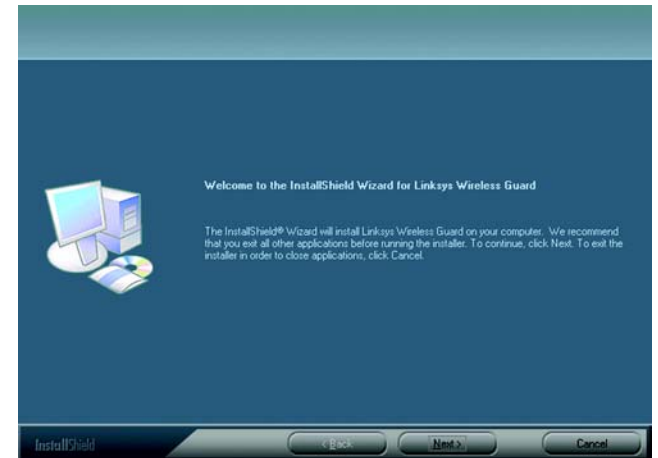 Welcome to the InstallShield Wizard for Linksys Wireless Guard
The InstallShield® Wizard will install Linksys Wireless Guard on your computer. We recommend
that you exit all other applications before running the installer. To continue, click Next. To exit the
installer in order to close applications, click Cancel.
InstallShield
< Back
Next >
Cancel